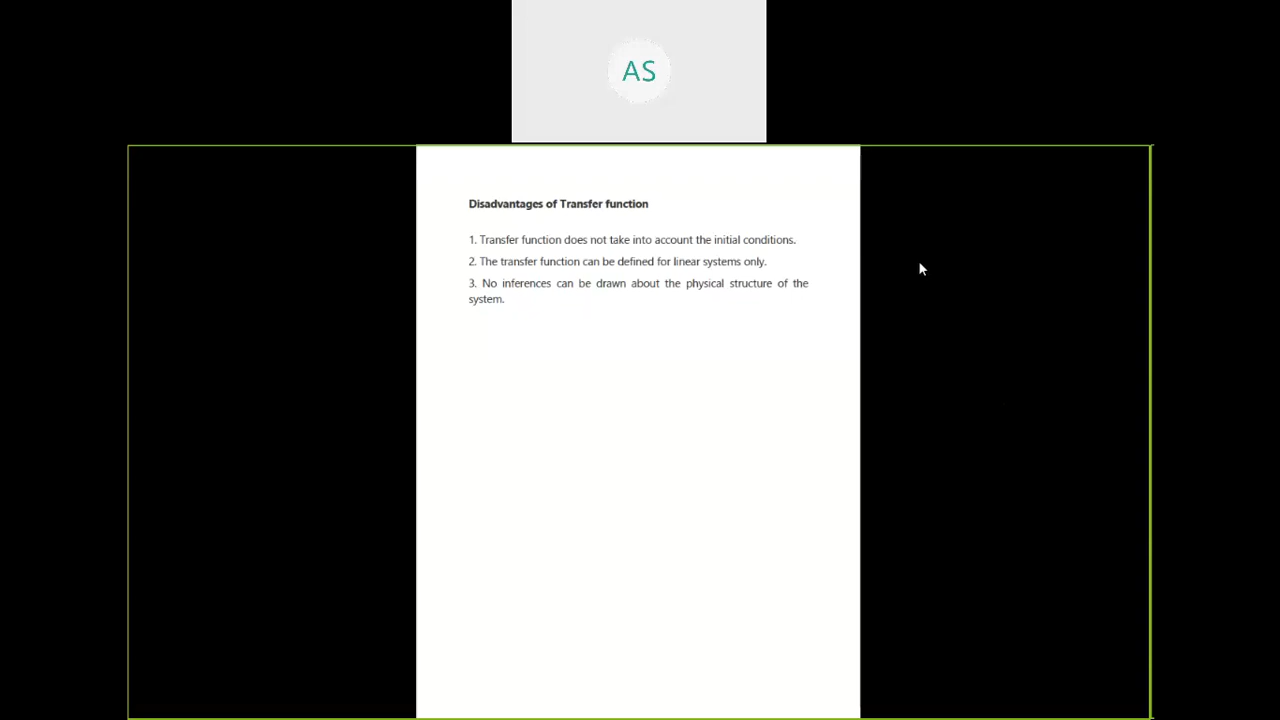 AS
Disadvantages of Transfer function
1. Transfer function does not take into account the initial conditions.
2. The transfer function can be defined for linear systems only.
3. No inferences can be drawn about the physical structure of the
system.